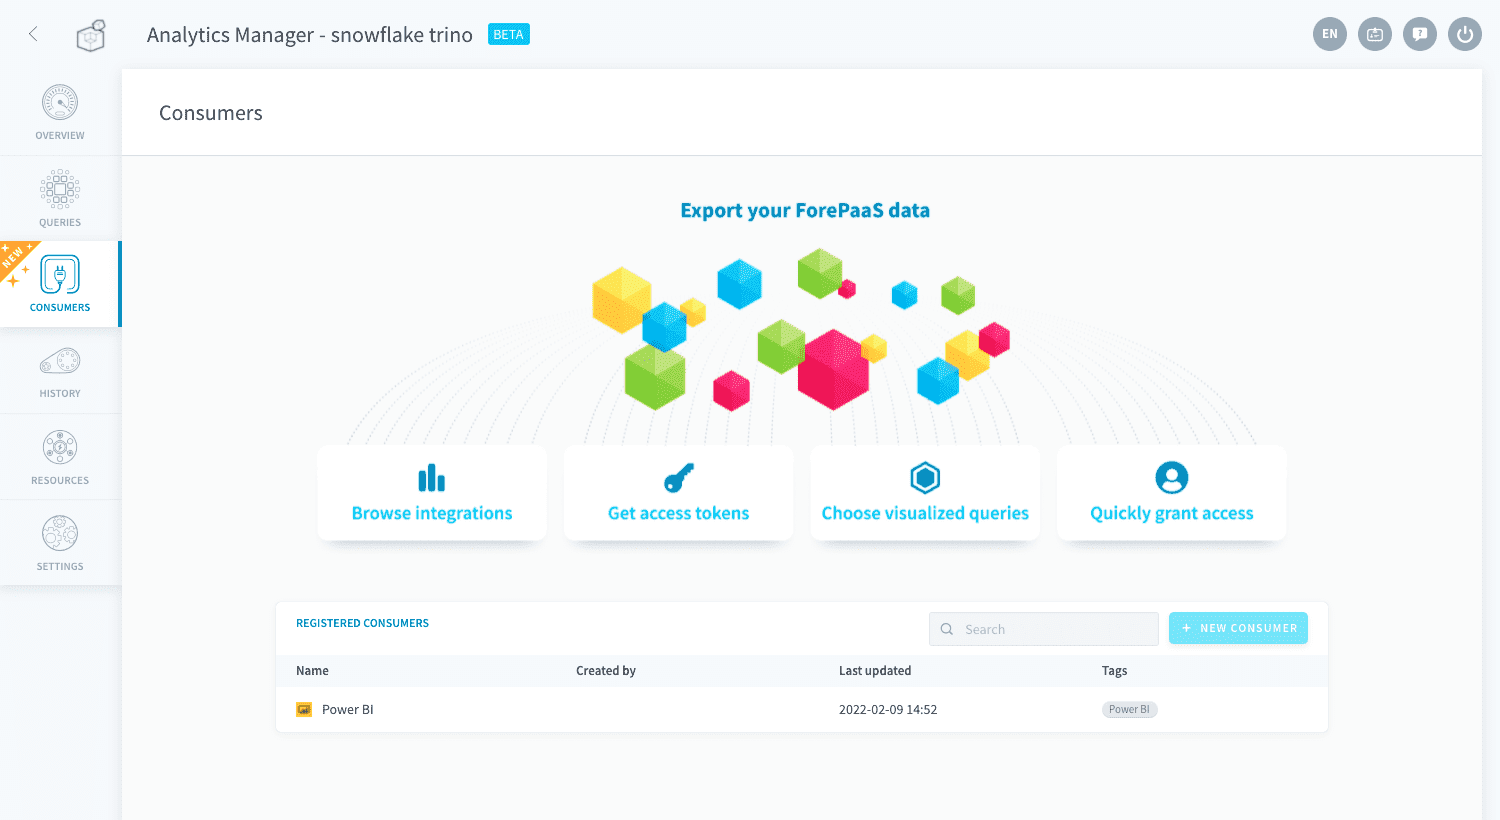 Analytics Manager - snowflake trino BETA
EN
OVERVIEW
QUERIES
NEW
CONSUMERS
HISTORY
RESOURCES
SETTINGS
Consumers
Export your ForePaaS data
Browse integrations
Get access tokens
Choose visualized queries
Quickly grant access
REGISTERED CONSUMERS
Search
+ NEW CONSUMER
Name Created by Last updated Tags
Power BI 2022-02-09 14:52 Power BI